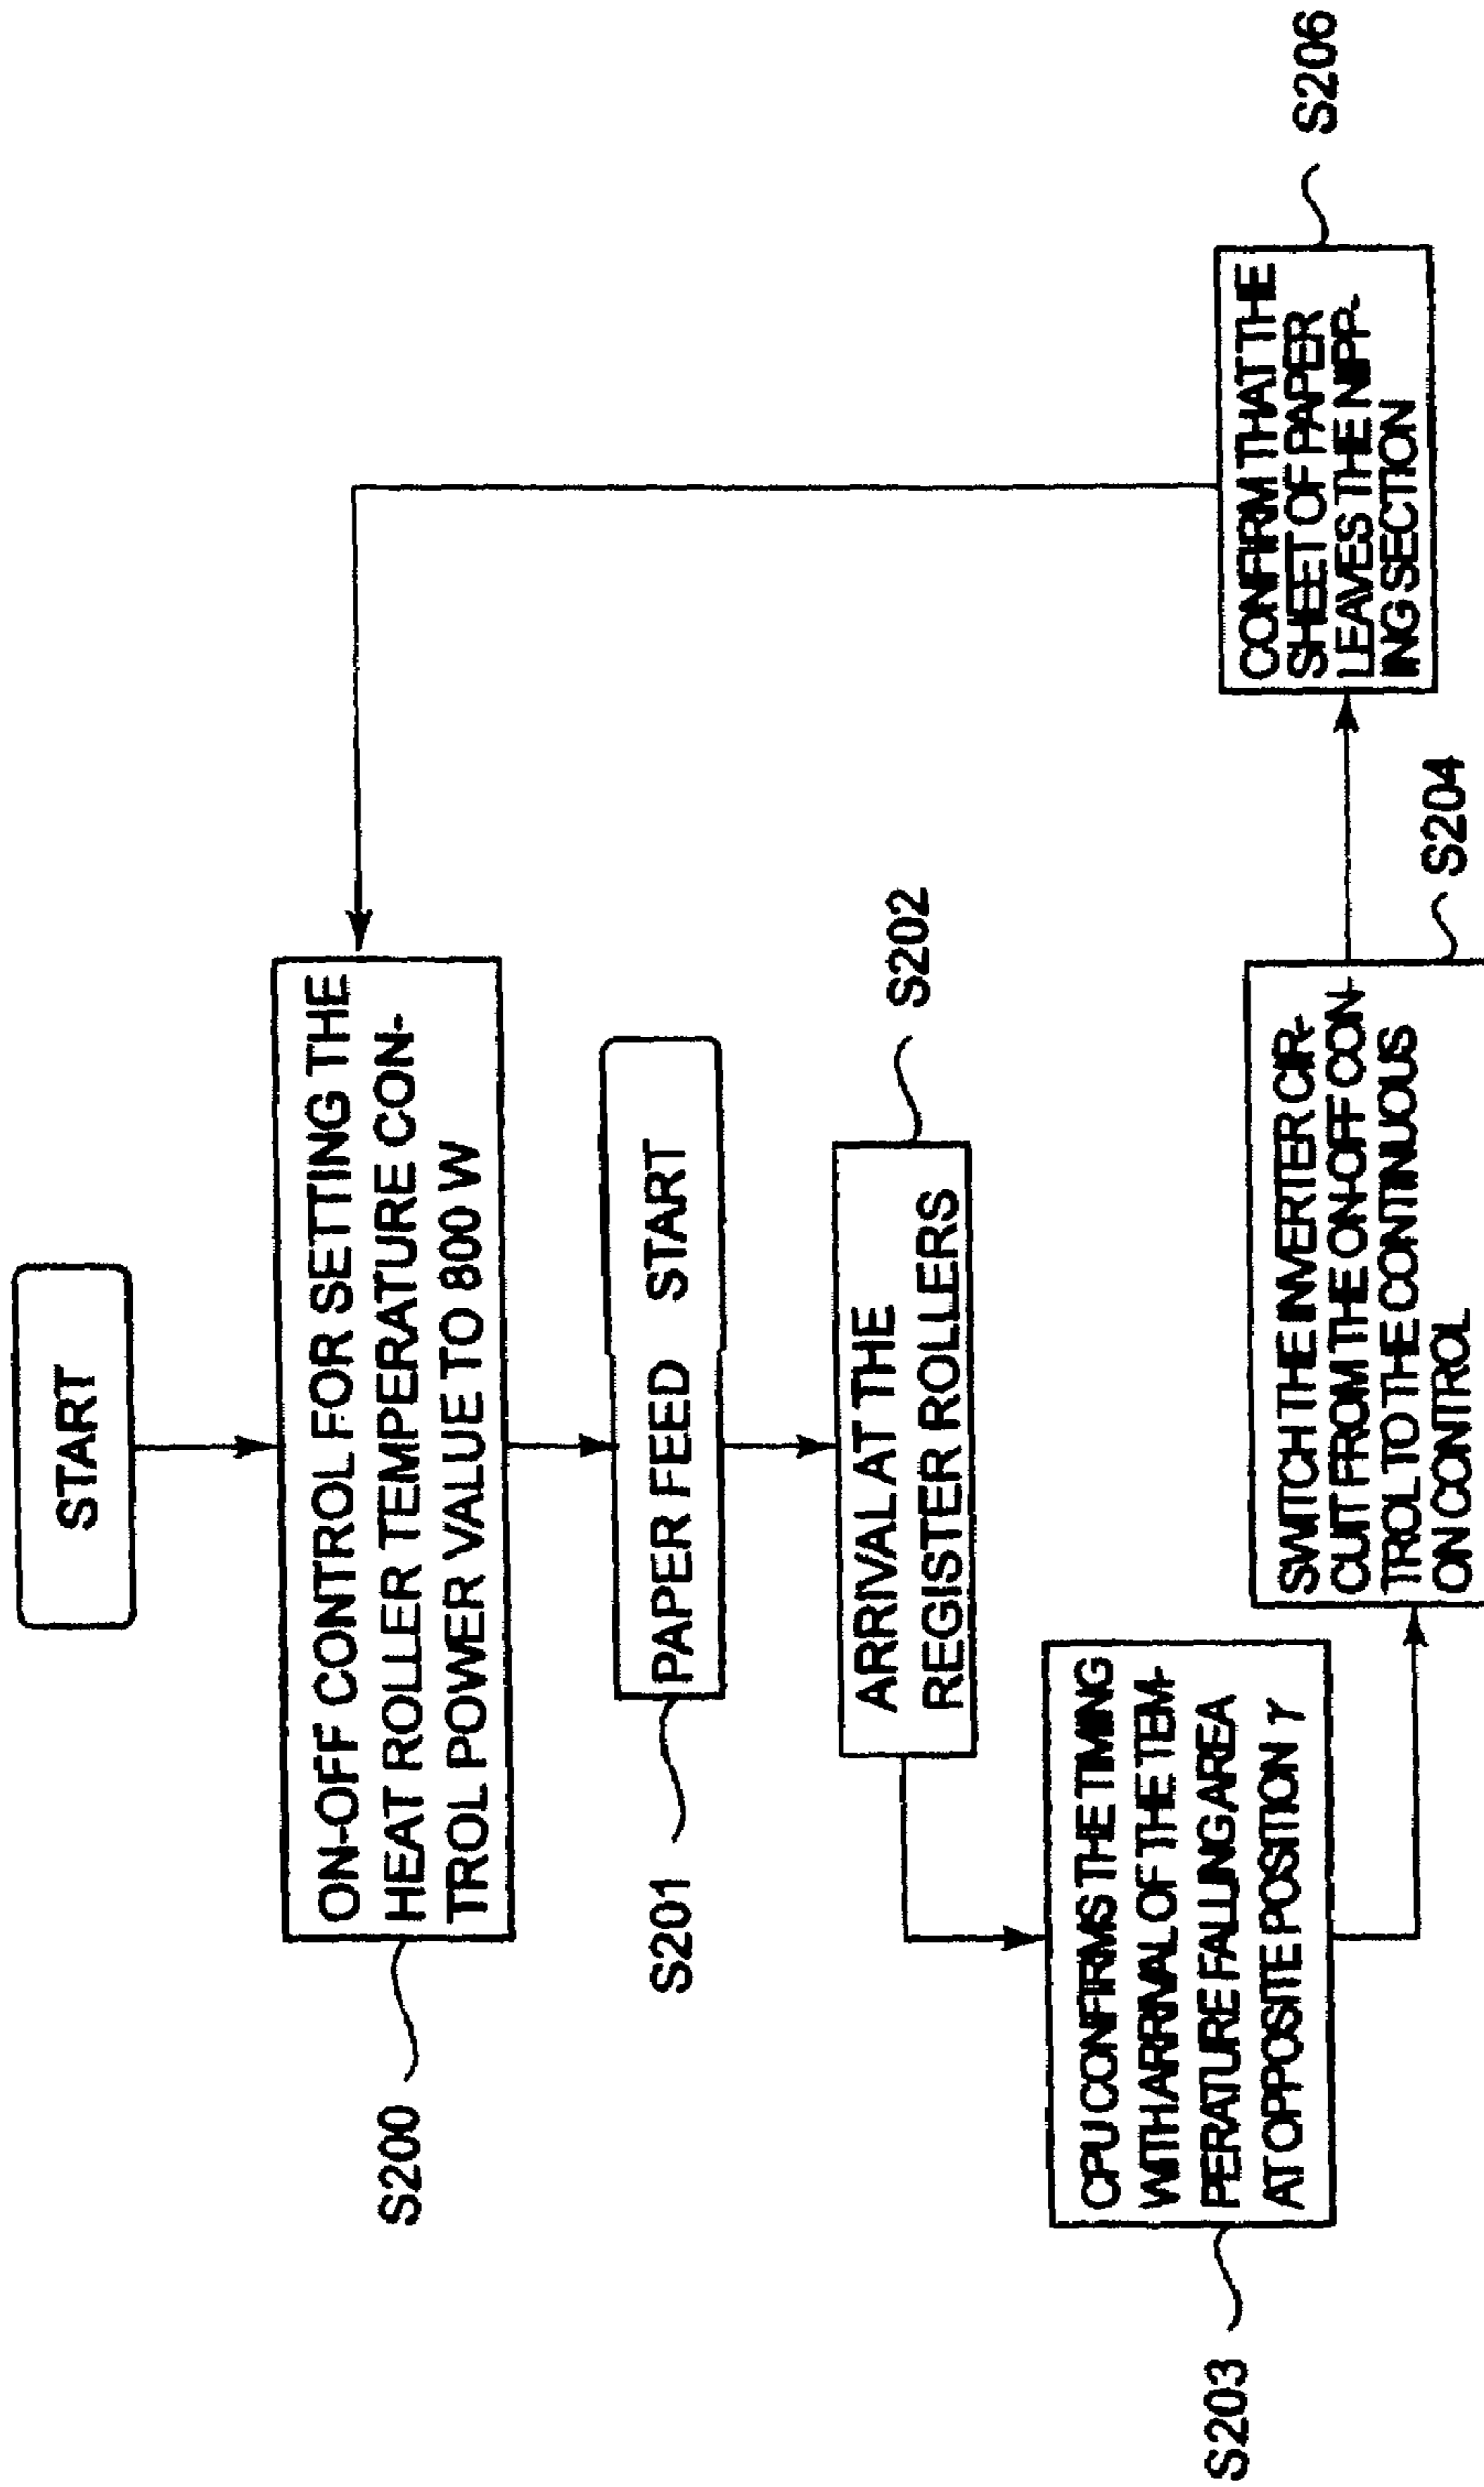 START
S200
ON-OFF CONTROL FOR SETTING THE
HEAT ROLLER TEMPERATURE CON-
TROL POWER VALUE TO 800 W
S201
PAPER FEED START
S202
ARRIVAL AT THE
REGISTER ROLLERS
S203
CPU CONFIRMS THE TIMING
WITH ARRIVAL OF THE TEM-
PERATURE FALLING AREA
AT OPPOSITE POSITION γ
S204
SWITCH THE INVERTER CIR-
CUIT FROM THE ON-OFF CON-
TROL TO THE CONTINUOUS
ON CONTROL
S206
CONFIRM THAT THE
SHEET OF PAPER
LEAVES THE NIPP-
ING SECTION